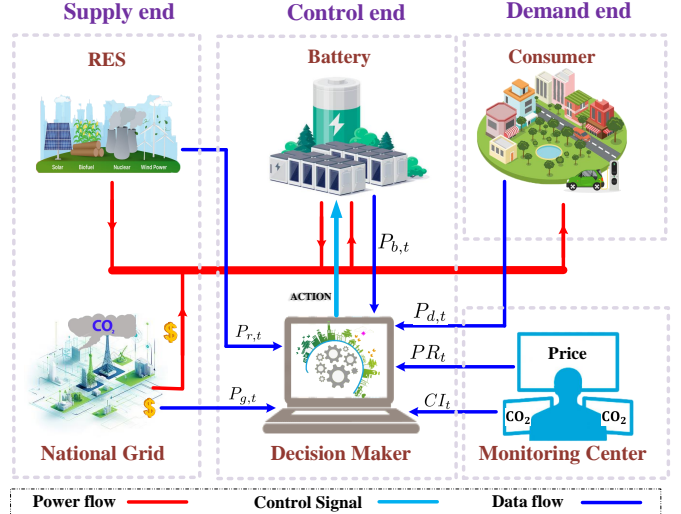 Supply end
Control end
Demand end
RES
Battery
Consumer
Solar
Biofuel
Nuclear
Wind Power
$P_{b,t}$
ACTION
CO₂
$
$P_{r,t}$
$P_{d,t}$
$PR_t$
Price
$P_{g,t}$
$
$CI_t$
CO₂
CO₂
National Grid
Decision Maker
Monitoring Center
Power flow
Control Signal
Data flow